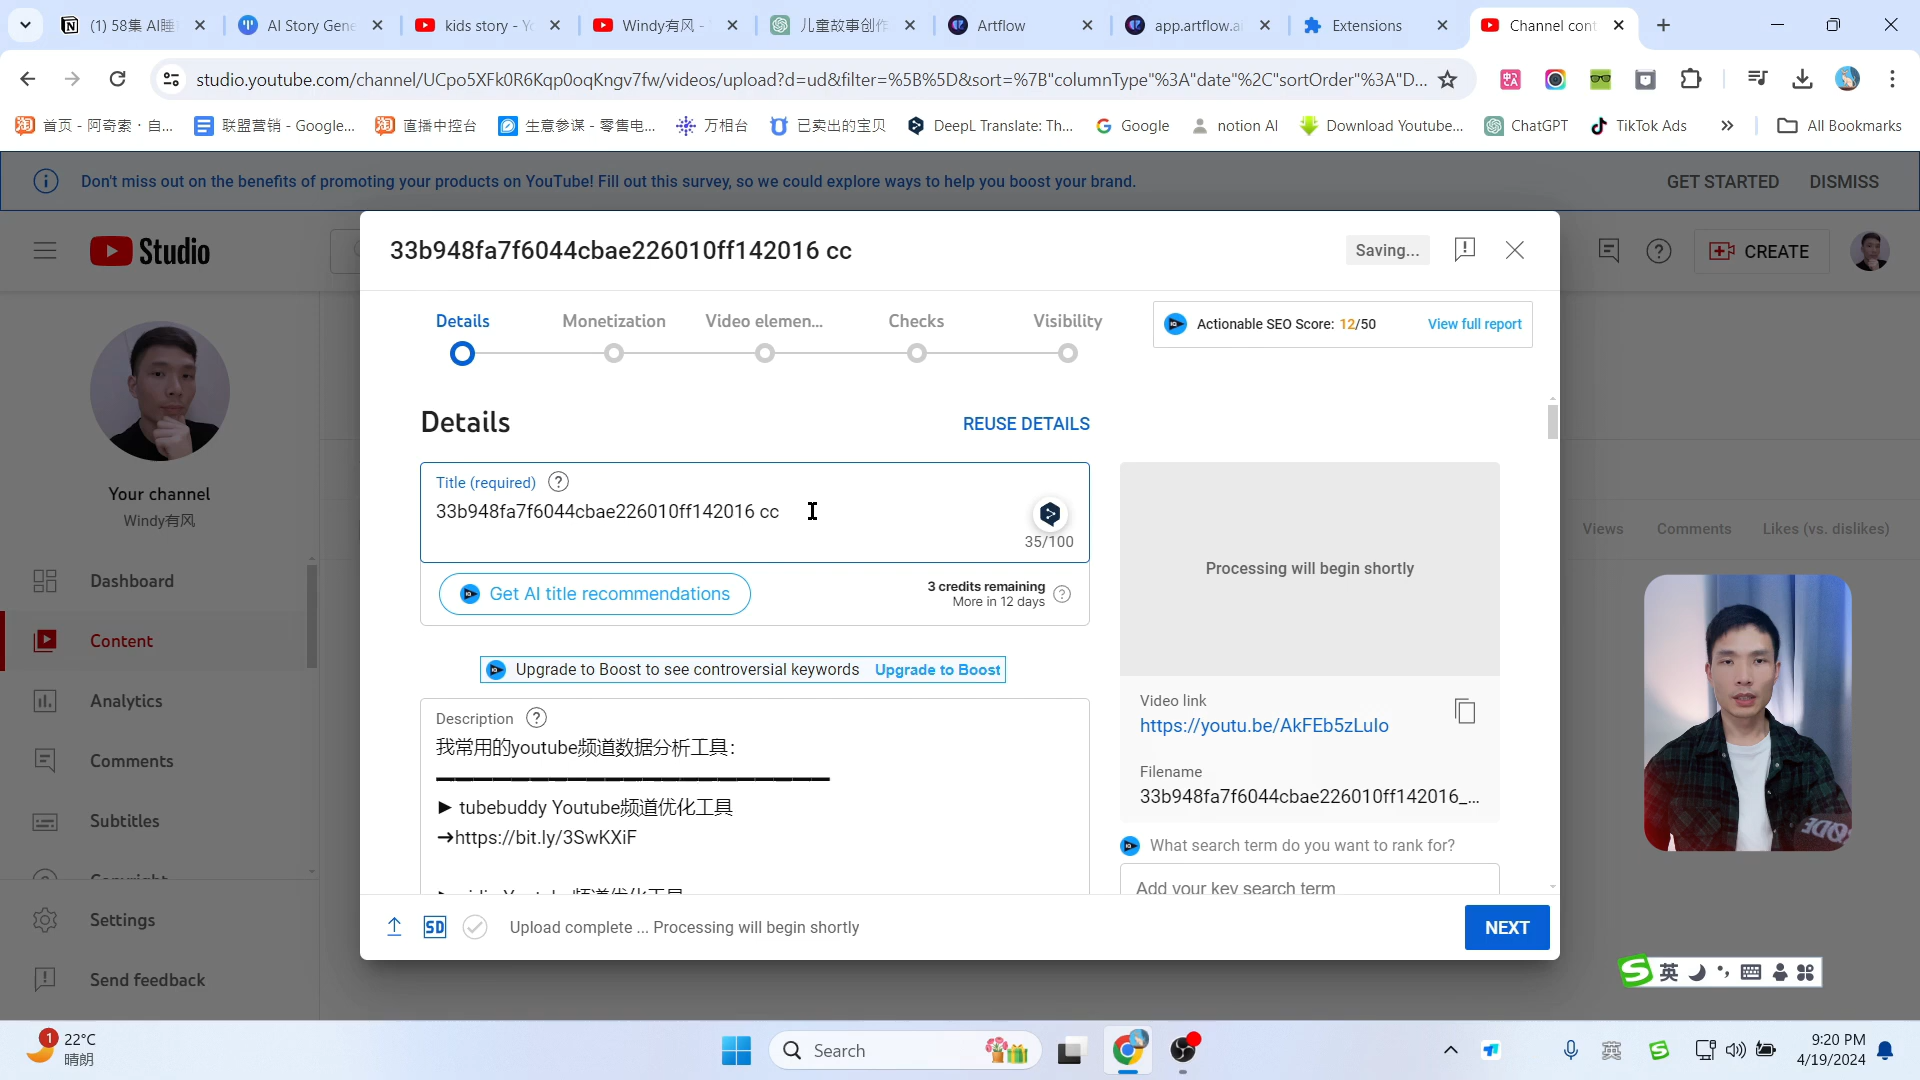 (1) 58集 AI睡
AI Story Gene
kids story - Yo
Windy有风 -
儿童故事创作
Artflow
app.artflow.ai
Extensions
Channel cont
studio.youtube.com/channel/UCpo5XFk0R6Kqp0oqKngv7fw/videos/upload?d=ud&filter=%5B%5D&sort=%7B"columnType"%3A"date"%2C"sortOrder"%3A"D...
首页 - 阿奇索 · 自...
联盟营销 - Google...
直播中控台
生意参谋 - 零售电...
万相台
已卖出的宝贝
DeepL Translate: Th...
Google
notion AI
Download Youtube...
ChatGPT
TikTok Ads
All Bookmarks
Don't miss out on the benefits of promoting your products on YouTube! Fill out this survey, so we could explore ways to help you boost your brand.
GET STARTED
DISMISS
Studio
CREATE
33b948fa7f6044cbae226010ff142016 cc
Saving...
Details
Monetization
Video elemen...
Checks
Visibility
Actionable SEO Score: 12/50
View full report
Details
REUSE DETAILS
Title (required)
33b948fa7f6044cbae226010ff142016 cc
35/100
Get AI title recommendations
3 credits remaining
More in 12 days
Upgrade to Boost to see controversial keywords Upgrade to Boost
Description
我常用的youtube频道数据分析工具：
► tubebuddy Youtube频道优化工具
→https://bit.ly/3SwKXiF
Processing will begin shortly
Video link
https://youtu.be/AkFEb5zLulo
Filename
33b948fa7f6044cbae226010ff142016_...
What search term do you want to rank for?
Add your key search term
Upload complete ... Processing will begin shortly
SD
NEXT
Your channel
Windy有风
Dashboard
Content
Analytics
Comments
Subtitles
Copyright
Settings
Send feedback
Views
Comments
Likes (vs. dislikes)
英
1
22°C
晴朗
Search
英
9:20 PM
4/19/2024